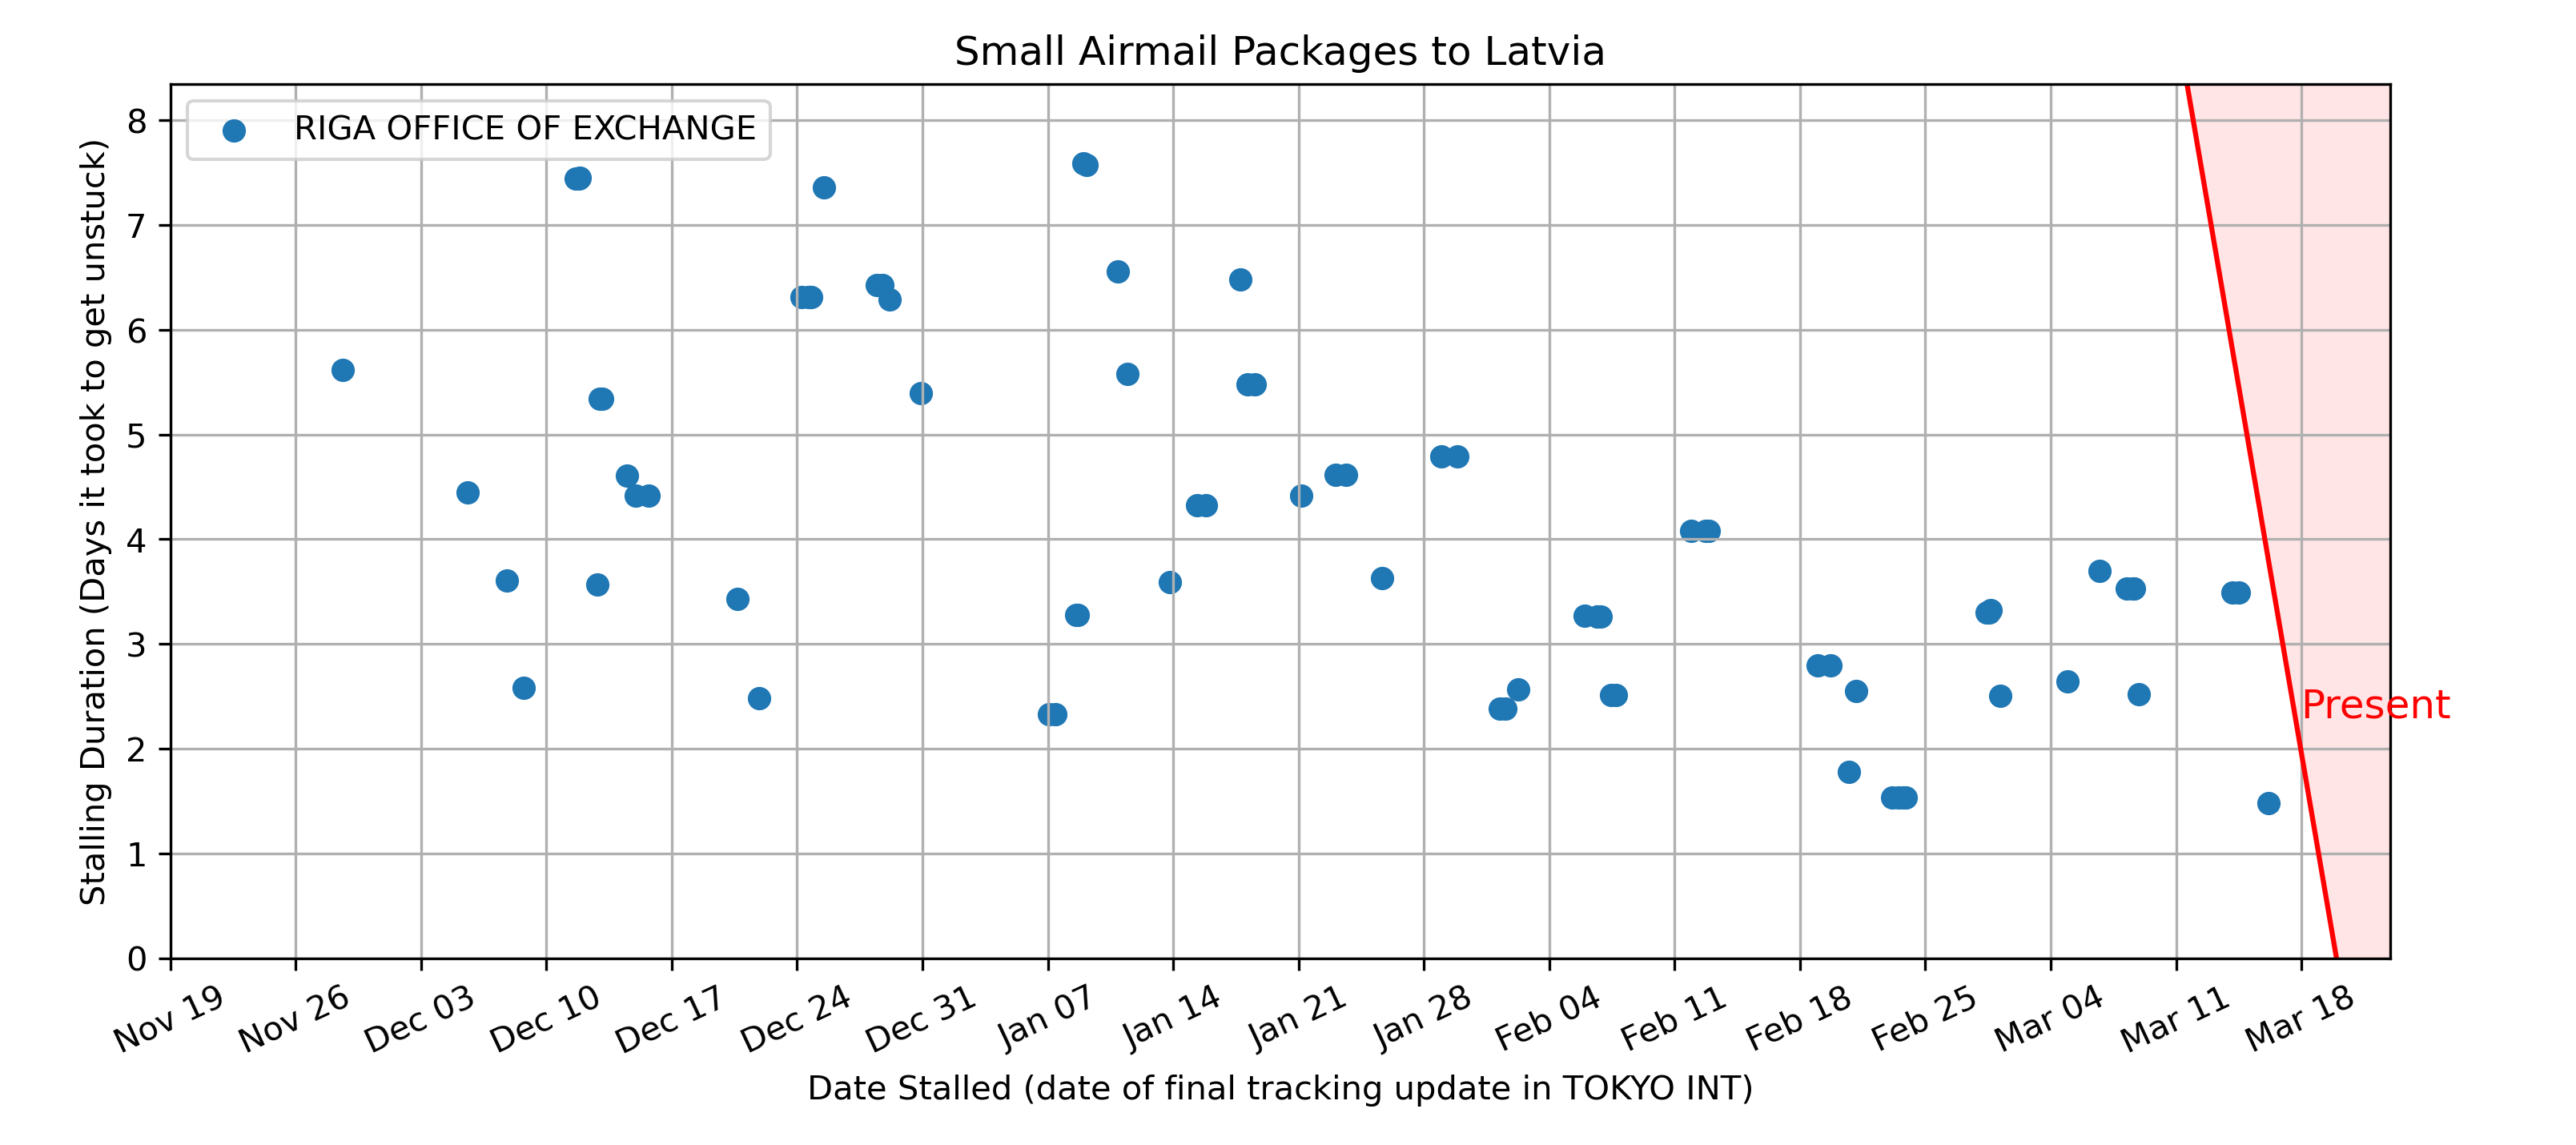 Small Airmail Packages to Latvia
RIGA OFFICE OF EXCHANGE
Stalling Duration (Days it took to get unstuck)
8
7
6
5
4
3
2
1
0
Present
Nov 19
Nov 26
Dec 03
Dec 10
Dec 17
Dec 24
Dec 31
Jan 07
Jan 14
Jan 21
Jan 28
Feb 04
Feb 11
Feb 18
Feb 25
Mar 04
Mar 11
Mar 18
Date Stalled (date of final tracking update in TOKYO INT)